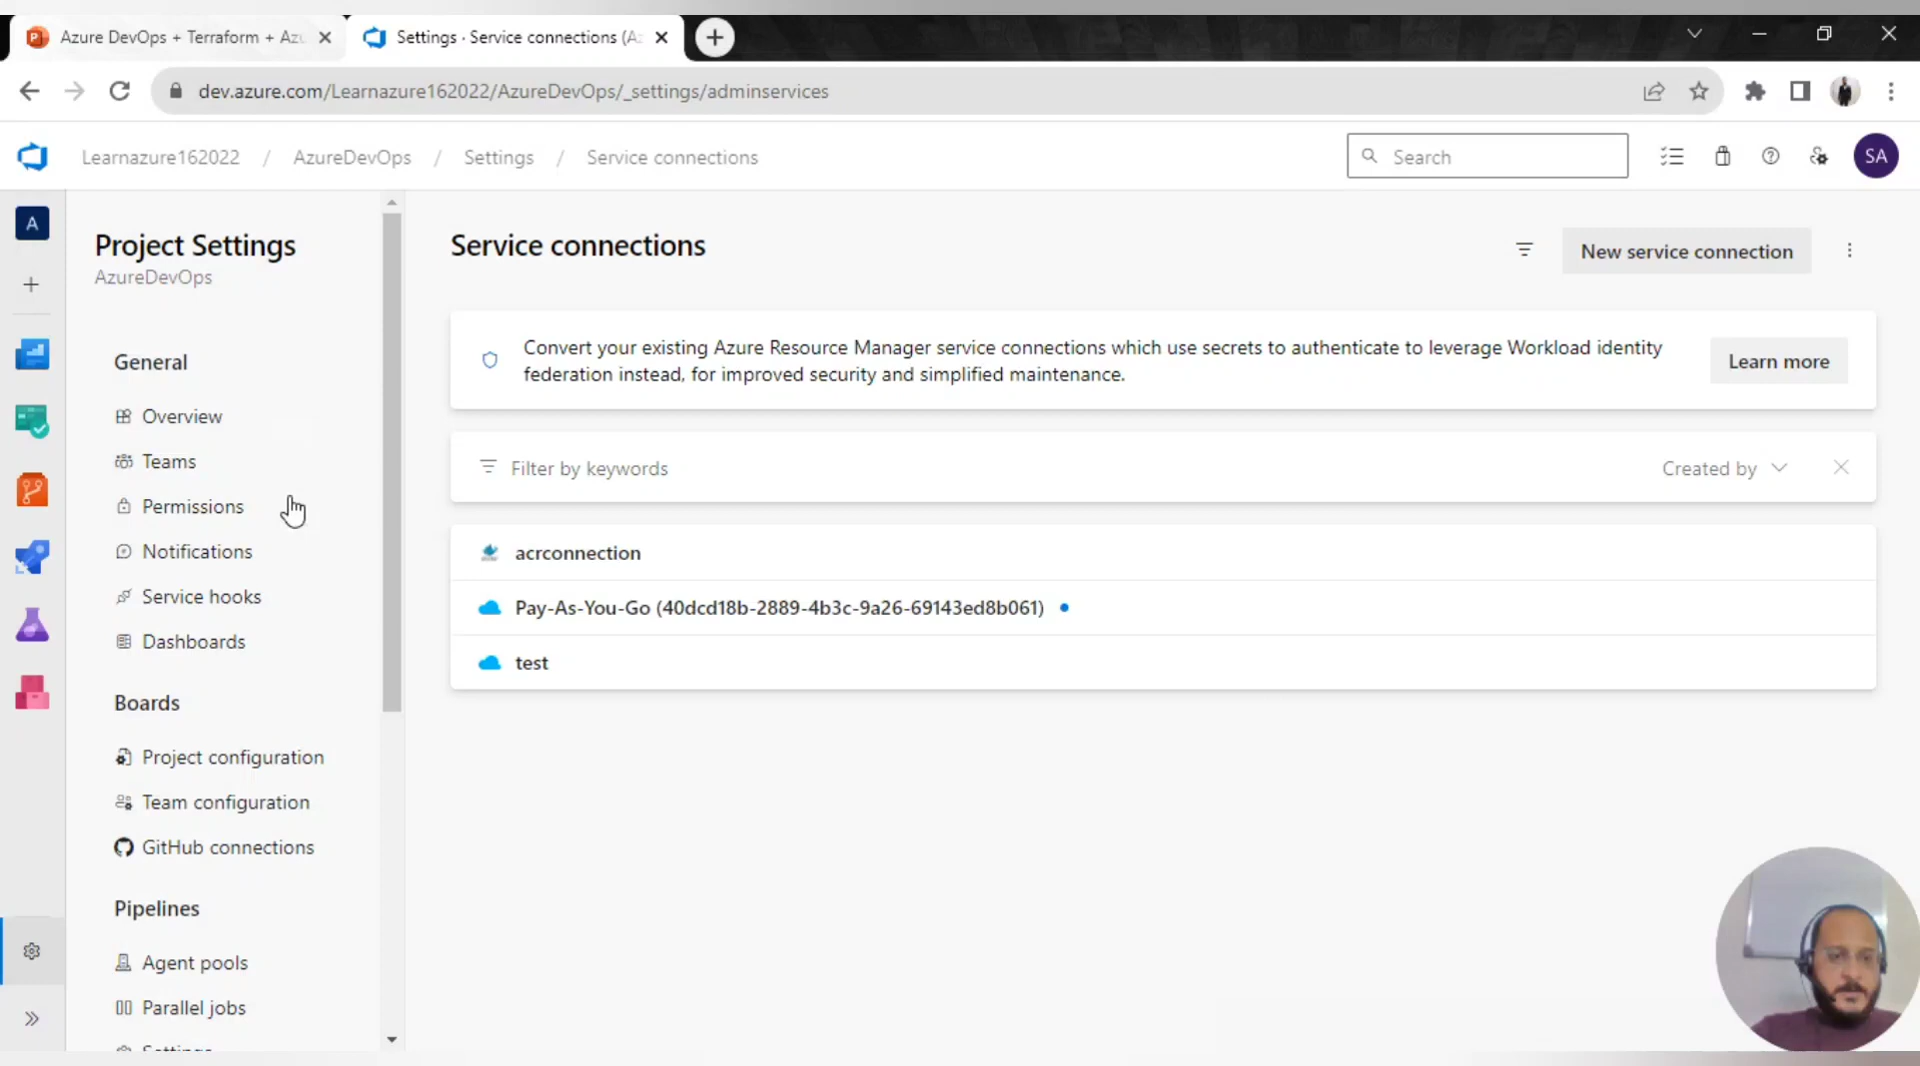 Azure DevOps + Terraform + Azu
Settings · Service connections (Az
dev.azure.com/Learnazure162022/AzureDevOps/_settings/adminservices
Learnazure162022 / AzureDevOps / Settings / Service connections
Search
SA
A
Project Settings
AzureDevOps
General
Overview
Teams
Permissions
Notifications
Service hooks
Dashboards
Boards
Project configuration
Team configuration
GitHub connections
Pipelines
Agent pools
Parallel jobs
Settings
Service connections
New service connection
Convert your existing Azure Resource Manager service connections which use secrets to authenticate to leverage Workload identity
federation instead, for improved security and simplified maintenance.
Learn more
Filter by keywords
Created by
acrconnection
Pay-As-You-Go (40dcd18b-2889-4b3c-9a26-69143ed8b061)
test